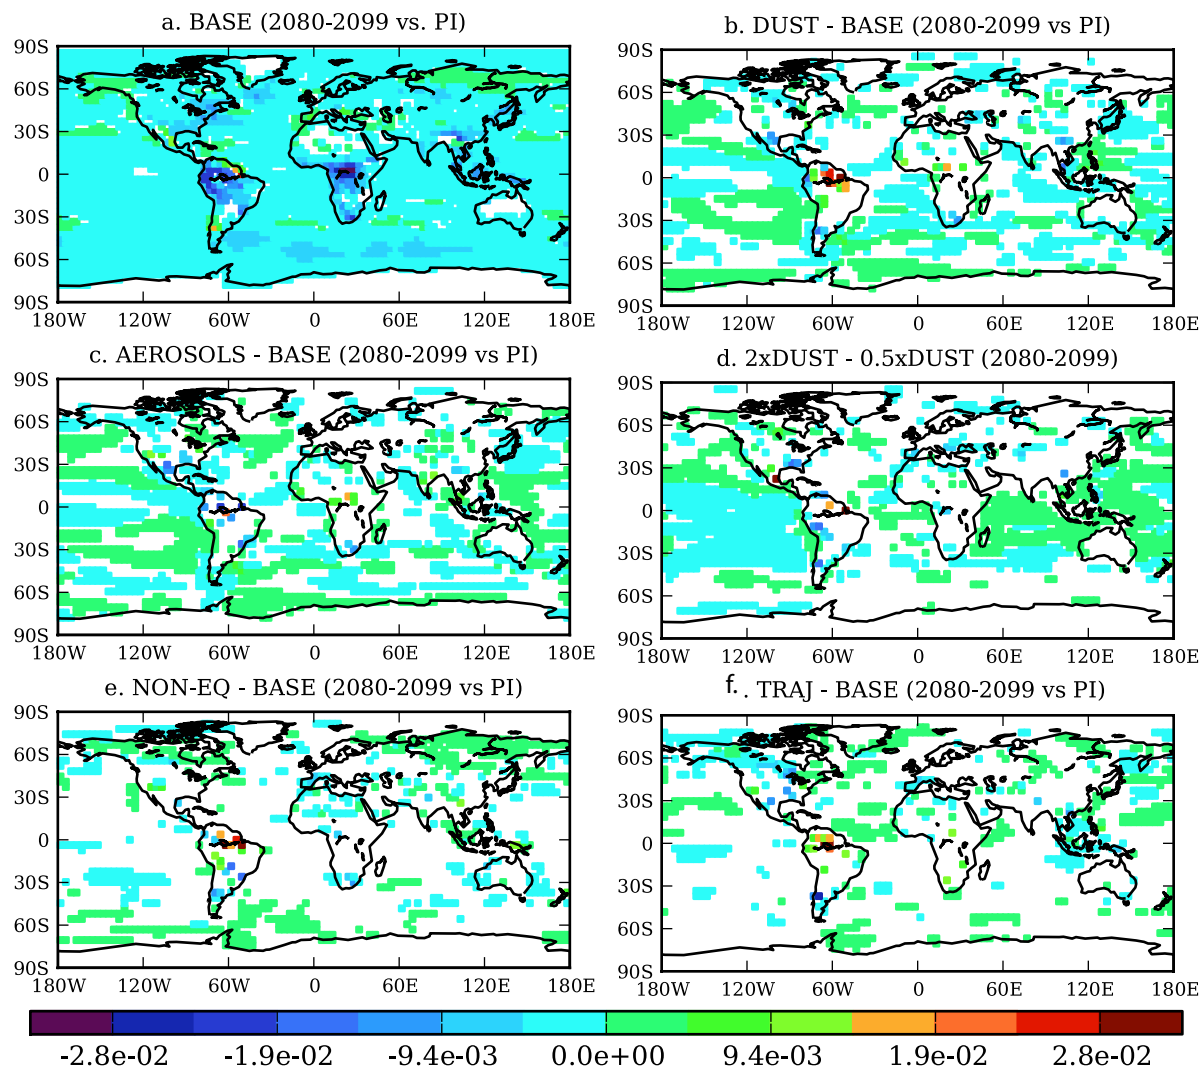 a. BASE (2080-2099 vs. PI)
b. DUST - BASE (2080-2099 vs PI)
90S
60S
30S
0
30S
60S
90S
180W 120W 60W 0 60E 120E 180E
90S
60S
30S
0
30S
60S
90S
180W 120W 60W 0 60E 120E 180E
c. AEROSOLS - BASE (2080-2099 vs PI)
d. 2xDUST - 0.5xDUST (2080-2099)
90S
60S
30S
0
30S
60S
90S
180W 120W 60W 0 60E 120E 180E
90S
60S
30S
0
30S
60S
90S
180W 120W 60W 0 60E 120E 180E
e. NON-EQ - BASE (2080-2099 vs PI)
f. . TRAJ - BASE (2080-2099 vs PI)
90S
60S
30S
0
30S
60S
90S
180W 120W 60W 0 60E 120E 180E
90S
60S
30S
0
30S
60S
90S
180W 120W 60W 0 60E 120E 180E
-2.8e-02 -1.9e-02 -9.4e-03 0.0e+00 9.4e-03 1.9e-02 2.8e-02